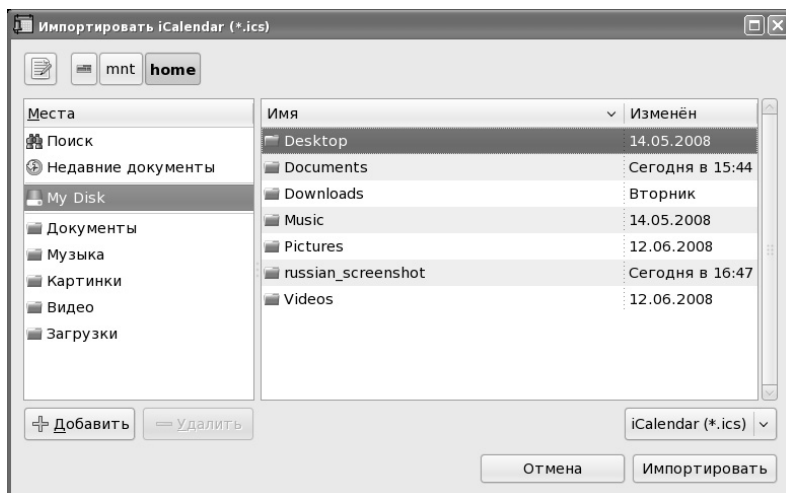 Импортировать iCalendar (*.ics)
mnt home
Места
Поиск
Недавние документы
My Disk
Документы
Музыка
Картинки
Видео
Загрузки
Имя Изменён
Desktop 14.05.2008
Documents Сегодня в 15:44
Downloads Вторник
Music 14.05.2008
Pictures 12.06.2008
russian_screenshot Сегодня в 16:47
Videos 12.06.2008
Добавить Удалить iCalendar (*.ics)
Отмена Импортировать